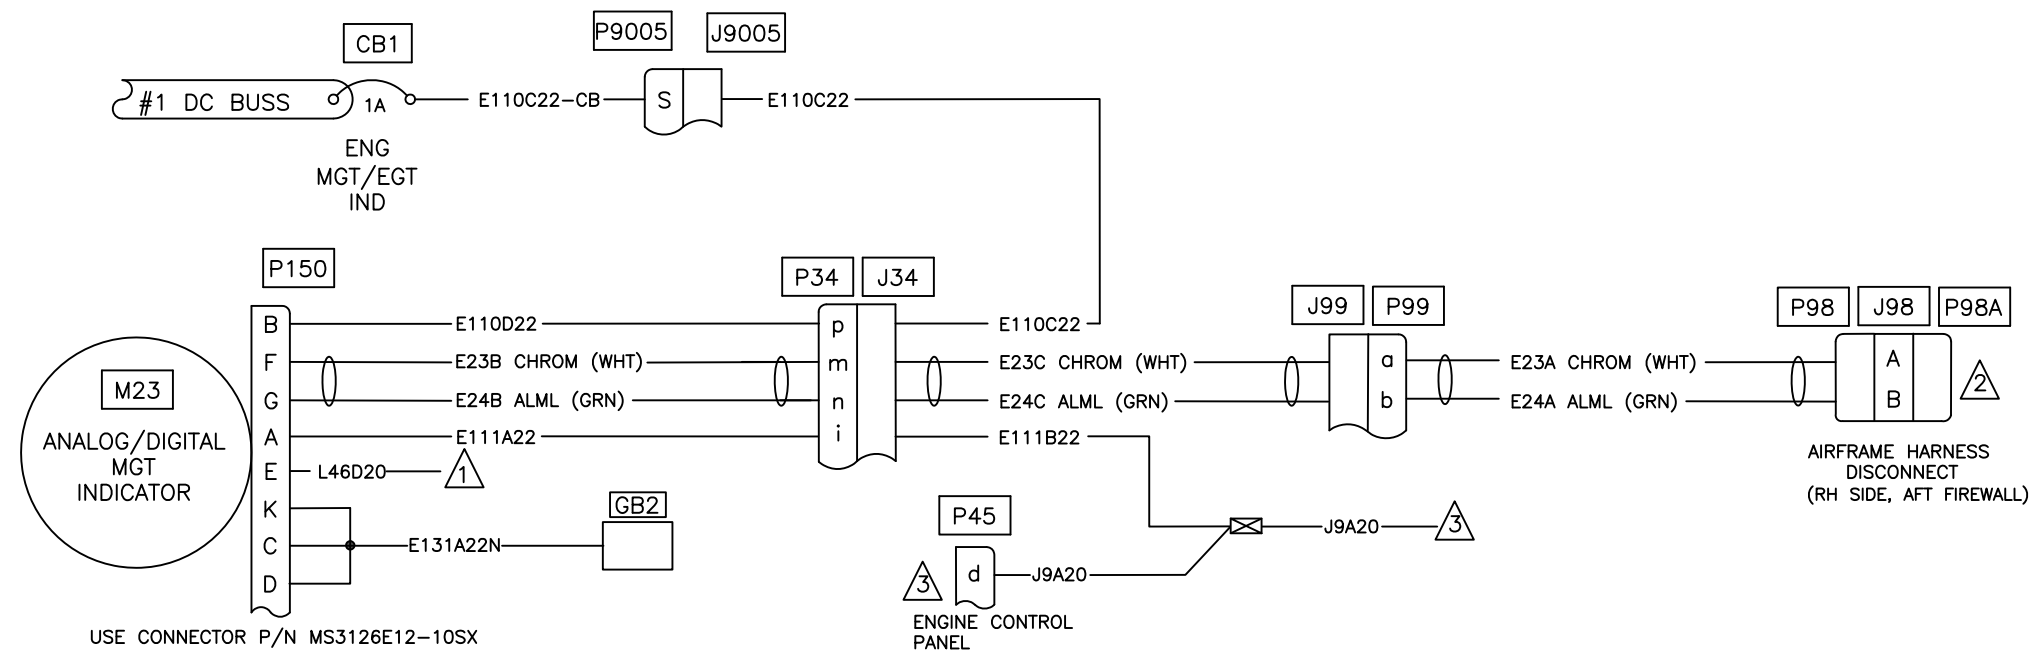 P9005 J9005
CB1
#1 DC BUSS 1A E110C22-CB S E110C22
ENG
MGT/EGT
IND
P150
P34 J34
J99 P99
P98 J98 P98A
B E110D22 p E110C22
F E23B CHROM (WHT) m E23C CHROM (WHT) a E23A CHROM (WHT) A
G E24B ALML (GRN) n E24C ALML (GRN) b E24A ALML (GRN) B 2
A E111A22 i E111B22
E L46D20 1
K
C E131A22N
D
M23
ANALOG/DIGITAL
MGT
INDICATOR
GB2
AIRFRAME HARNESS
DISCONNECT
(RH SIDE, AFT FIREWALL)
P45
J9A20 3
3 d J9A20
ENGINE CONTROL
PANEL
USE CONNECTOR P/N MS3126E12-10SX